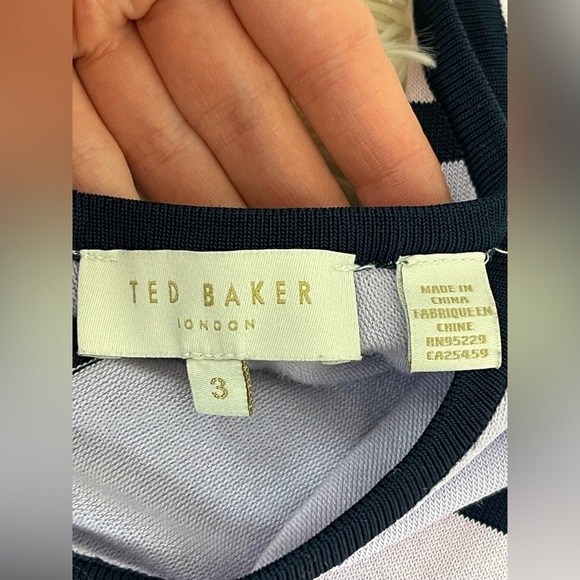 TED BAKER
LONDON
3
MADE IN
CHINA
FABRIQUE EN
CHINE
RN95229
CA25459